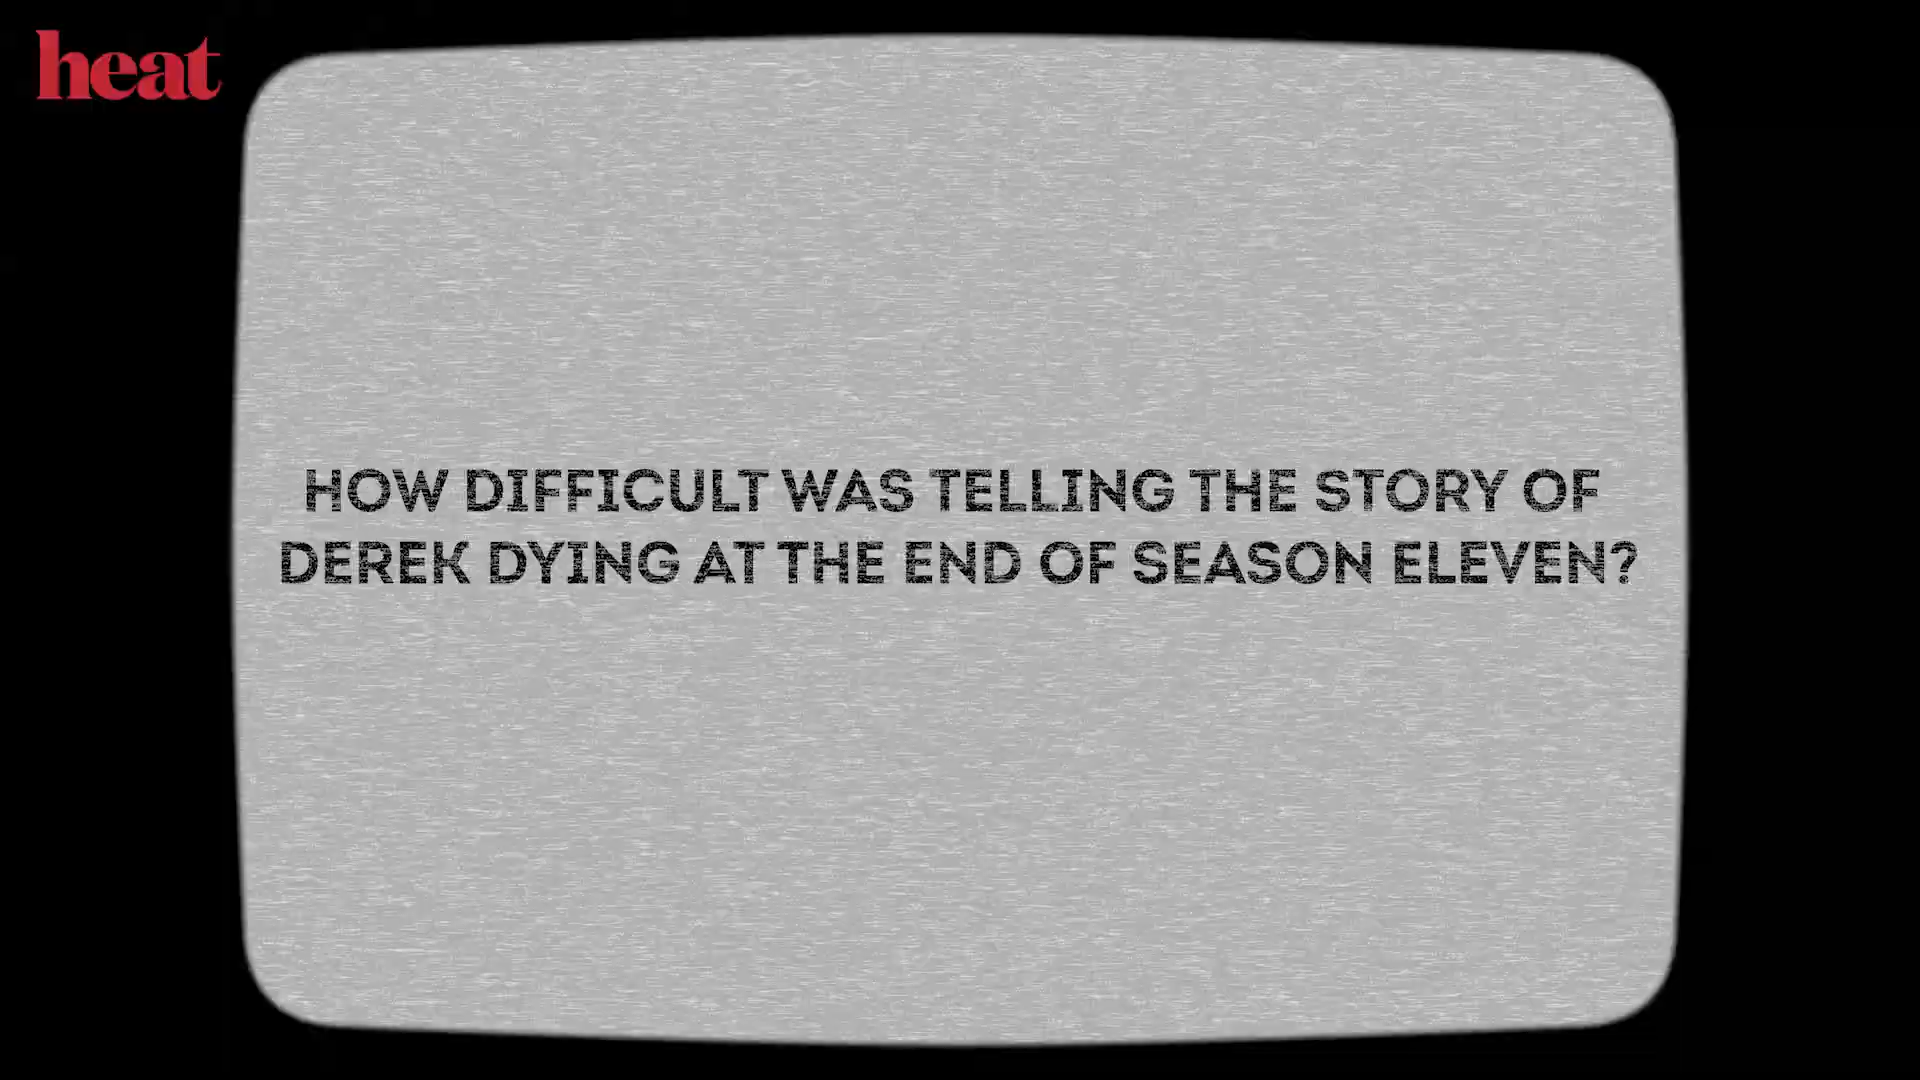 heat
HOW DIFFICULT WAS TELLING THE STORY OF
DEREK DYING AT THE END OF SEASON ELEVEN?